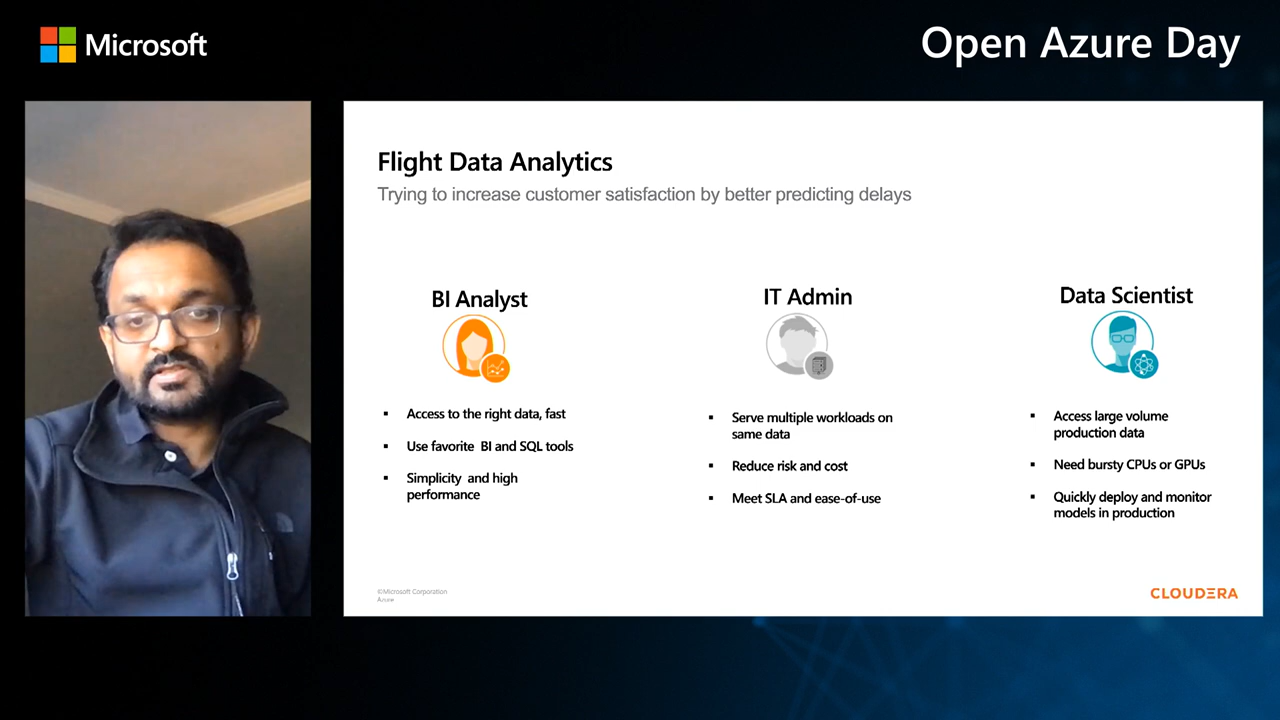 Microsoft
Open Azure Day
Flight Data Analytics
Trying to increase customer satisfaction by better predicting delays
BI Analyst
Access to the right data, fast
Use favorite BI and SQL tools
Simplicity and high
performance
IT Admin
Serve multiple workloads on
same data
Reduce risk and cost
Meet SLA and ease-of-use
Data Scientist
Access large volume
production data
Need bursty CPUs or GPUs
Quickly deploy and monitor
models in production
©Microsoft Corporation
Azure
CLOUDERA